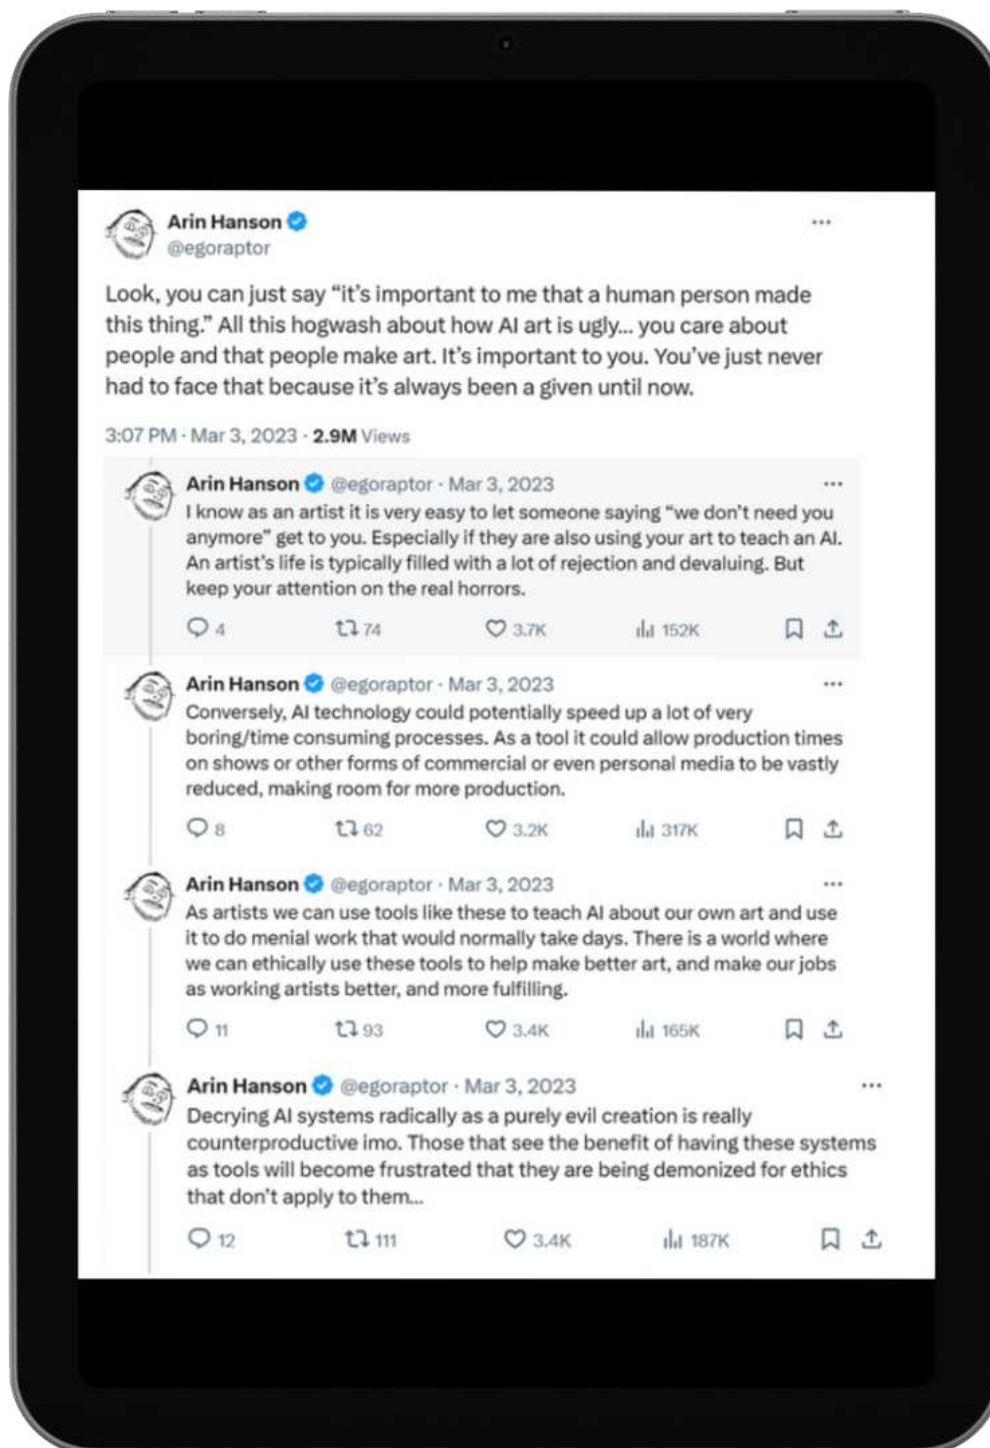 Arin Hanson
@egoraptor
Look, you can just say “it’s important to me that a human person made
this thing.” All this hogwash about how AI art is ugly... you care about
people and that people make art. It’s important to you. You’ve just never
had to face that because it’s always been a given until now.
3:07 PM · Mar 3, 2023 · 2.9M Views
Arin Hanson @egoraptor · Mar 3, 2023
I know as an artist it is very easy to let someone saying “we don’t need you
anymore” get to you. Especially if they are also using your art to teach an AI.
An artist’s life is typically filled with a lot of rejection and devaluing. But
keep your attention on the real horrors.
4 74 3.7K 152K
Arin Hanson @egoraptor · Mar 3, 2023
Conversely, AI technology could potentially speed up a lot of very
boring/time consuming processes. As a tool it could allow production times
on shows or other forms of commercial or even personal media to be vastly
reduced, making room for more production.
8 62 3.2K 317K
Arin Hanson @egoraptor · Mar 3, 2023
As artists we can use tools like these to teach AI about our own art and use
it to do menial work that would normally take days. There is a world where
we can ethically use these tools to help make better art, and make our jobs
as working artists better, and more fulfilling.
11 93 3.4K 165K
Arin Hanson @egoraptor · Mar 3, 2023
Decrying AI systems radically as a purely evil creation is really
counterproductive imo. Those that see the benefit of having these systems
as tools will become frustrated that they are being demonized for ethics
that don’t apply to them...
12 111 3.4K 187K